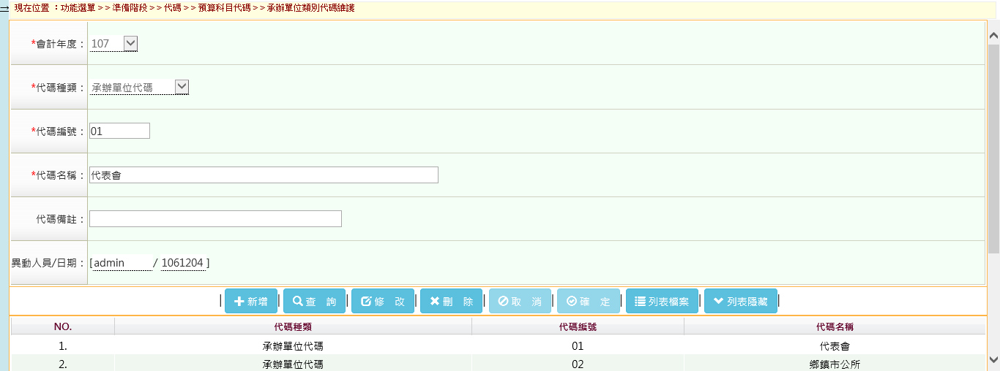 現在位置 ：功能選單 > > 準備階段 > > 代碼 > > 預算科目代碼 > > 承辦單位類別代碼維護
*會計年度： 107
*代碼種類： 承辦單位代碼
*代碼編號： 01
*代碼名稱： 代表會
代碼備註：
異動人員/日期： [admin / 1061204 ]
| 新增 | 查 詢 | 修 改 | 刪 除 | 取 消 | 確 定 | 列表檔案 | 列表隱藏 |
NO. 代碼種類 代碼編號 代碼名稱
1. 承辦單位代碼 01 代表會
2. 承辦單位代碼 02 鄉鎮市公所